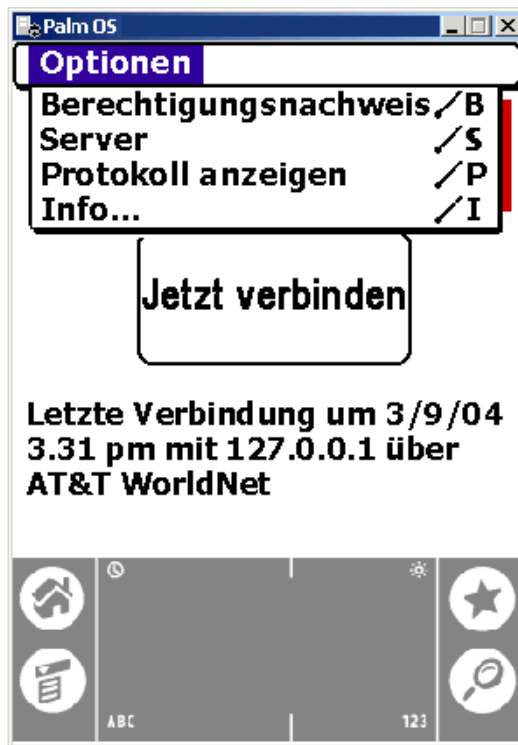 Palm OS
Optionen
Berechtigungsnachweis /B
Server /S
Protokoll anzeigen /P
Info... /I
Jetzt verbinden
Letzte Verbindung um 3/9/04
3.31 pm mit 127.0.0.1 über
AT&T WorldNet
ABC 123